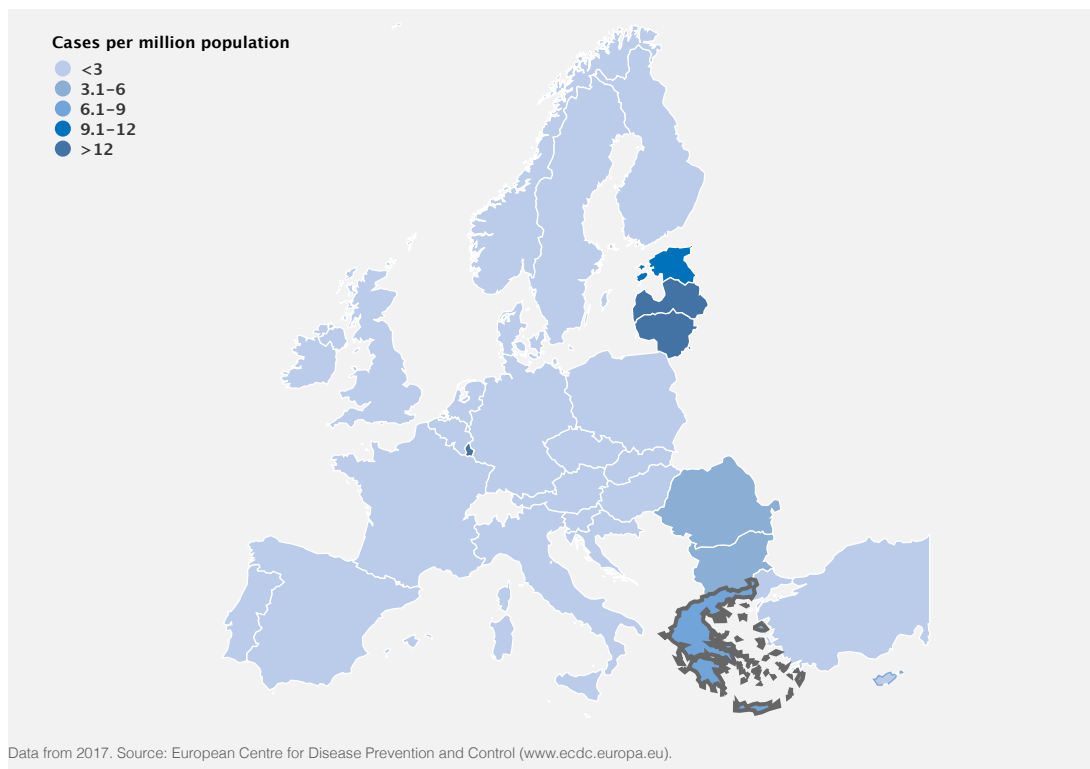 Cases per million population
<3
3.1–6
6.1–9
9.1–12
>12
Data from 2017. Source: European Centre for Disease Prevention and Control (www.ecdc.europa.eu).